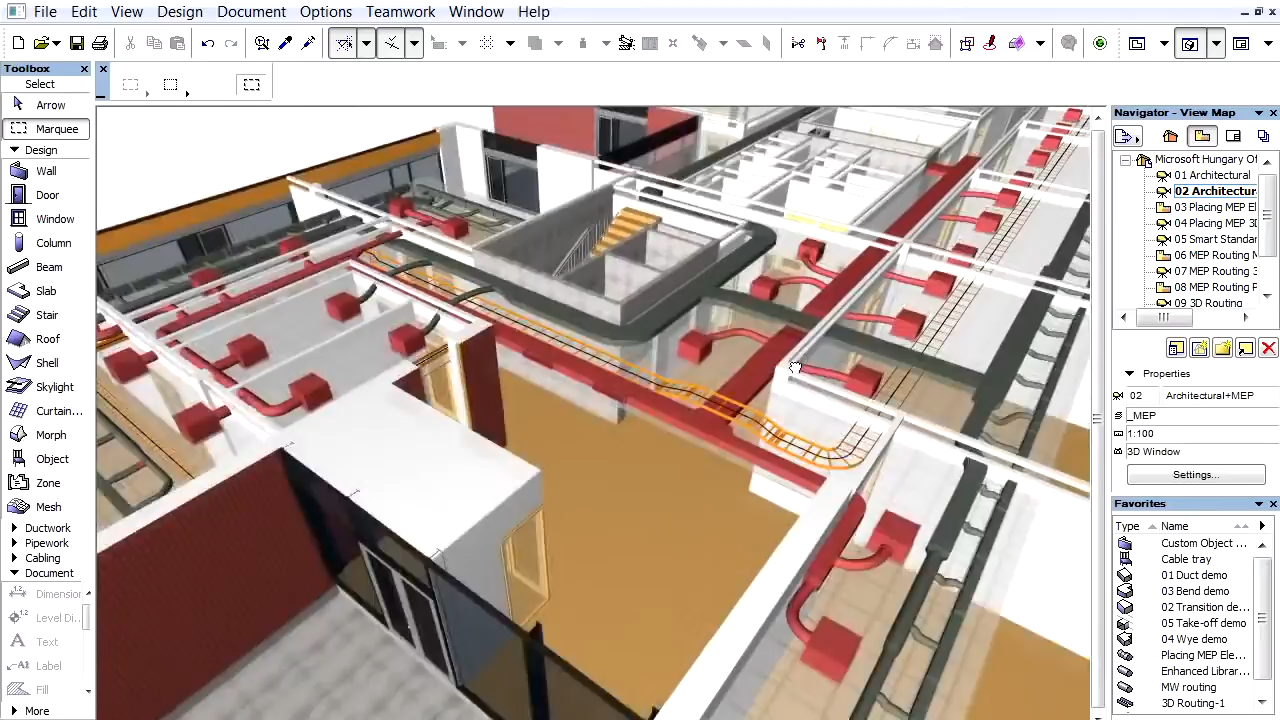 File Edit View Design Document Options Teamwork Window Help
Toolbox
Select
Arrow
Marquee
Design
Wall
Door
Window
Column
Beam
Slab
Stair
Roof
Shell
Skylight
Curtain...
Morph
Object
Zone
Mesh
Ductwork
Pipework
Cabling
Document
Dimension
Level Di
Text
Label
Fill
More
Navigator - View Map
Microsoft Hungary Of
01 Architectural
02 Architectur
03 Placing MEP El
04 Placing MEP 3D
05 Smart Standar
06 MEP Routing M
07 MEP Routing 3
08 MEP Routing F
09 3D Routing
Properties
02 Architectural+MEP
_MEP
1:100
3D Window
Settings...
Favorites
Type Name
Custom Object ...
Cable tray
01 Duct demo
03 Bend demo
02 Transition de...
05 Take-off demo
04 Wye demo
Placing MEP Ele...
Enhanced Librar...
MW routing
3D Routing-1